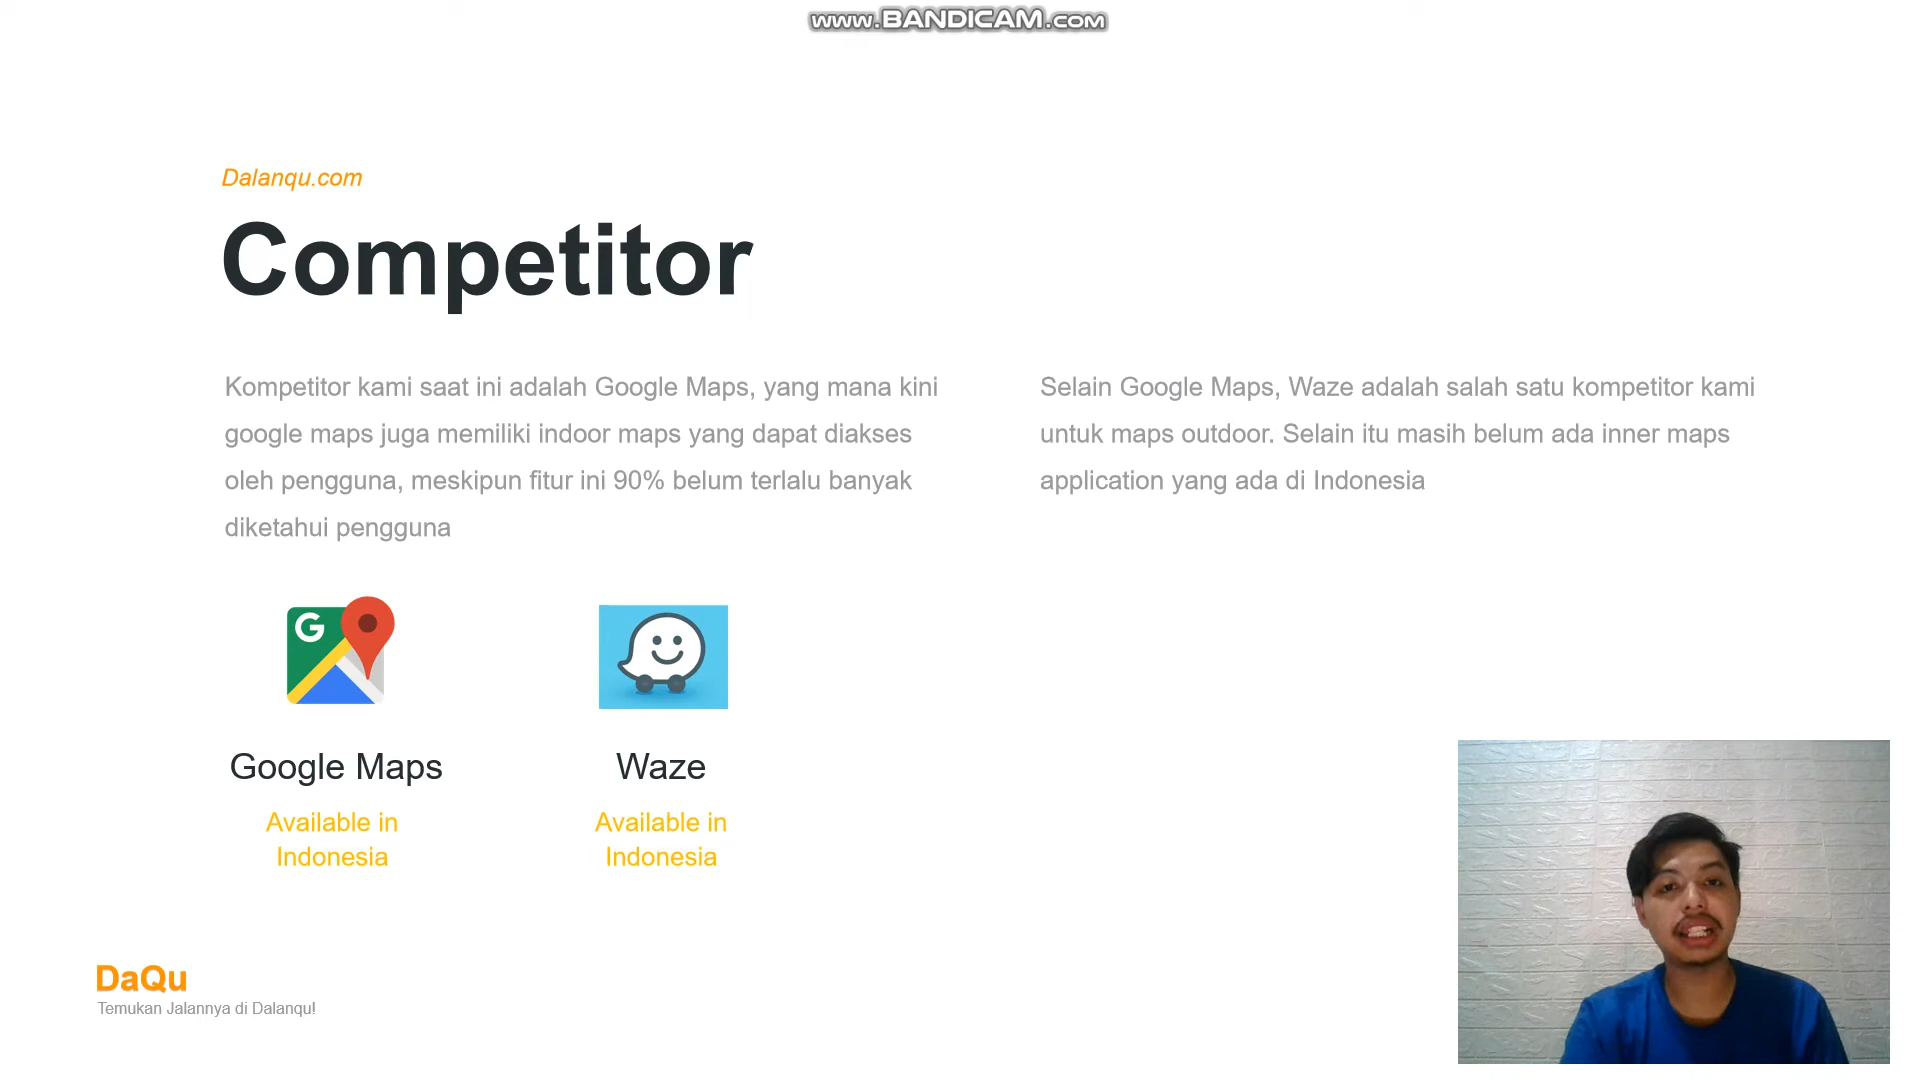 www.BANDICAM.com
Dalanqu.com
Competitor
Kompetitor kami saat ini adalah Google Maps, yang mana kini
google maps juga memiliki indoor maps yang dapat diakses
oleh pengguna, meskipun fitur ini 90% belum terlalu banyak
diketahui pengguna
Selain Google Maps, Waze adalah salah satu kompetitor kami
untuk maps outdoor. Selain itu masih belum ada inner maps
application yang ada di Indonesia
G
Google Maps
Available in
Indonesia
Waze
Available in
Indonesia
DaQu
Temukan Jalannya di Dalanqu!